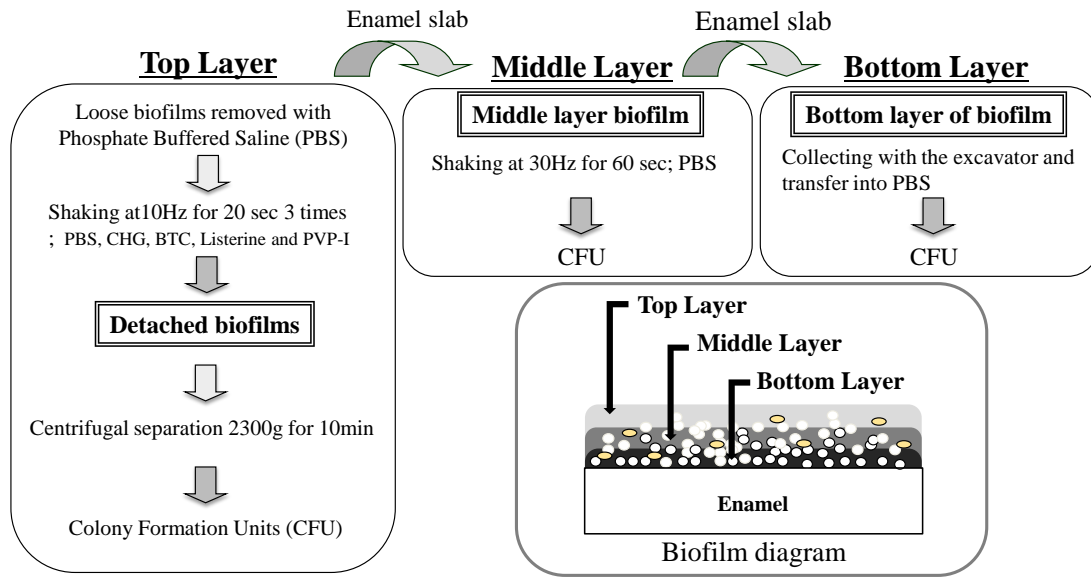 Enamel slab
Enamel slab
Top Layer
Loose biofilms removed with
Phosphate Buffered Saline (PBS)
Shaking at10Hz for 20 sec 3 times
; PBS, CHG, BTC, Listerine and PVP-I
Detached biofilms
Centrifugal separation 2300g for 10min
Colony Formation Units (CFU)
Middle Layer
Middle layer biofilm
Shaking at 30Hz for 60 sec; PBS
CFU
Bottom Layer
Bottom layer of biofilm
Collecting with the excavator and
transfer into PBS
CFU
Top Layer
Middle Layer
Bottom Layer
Enamel
Biofilm diagram